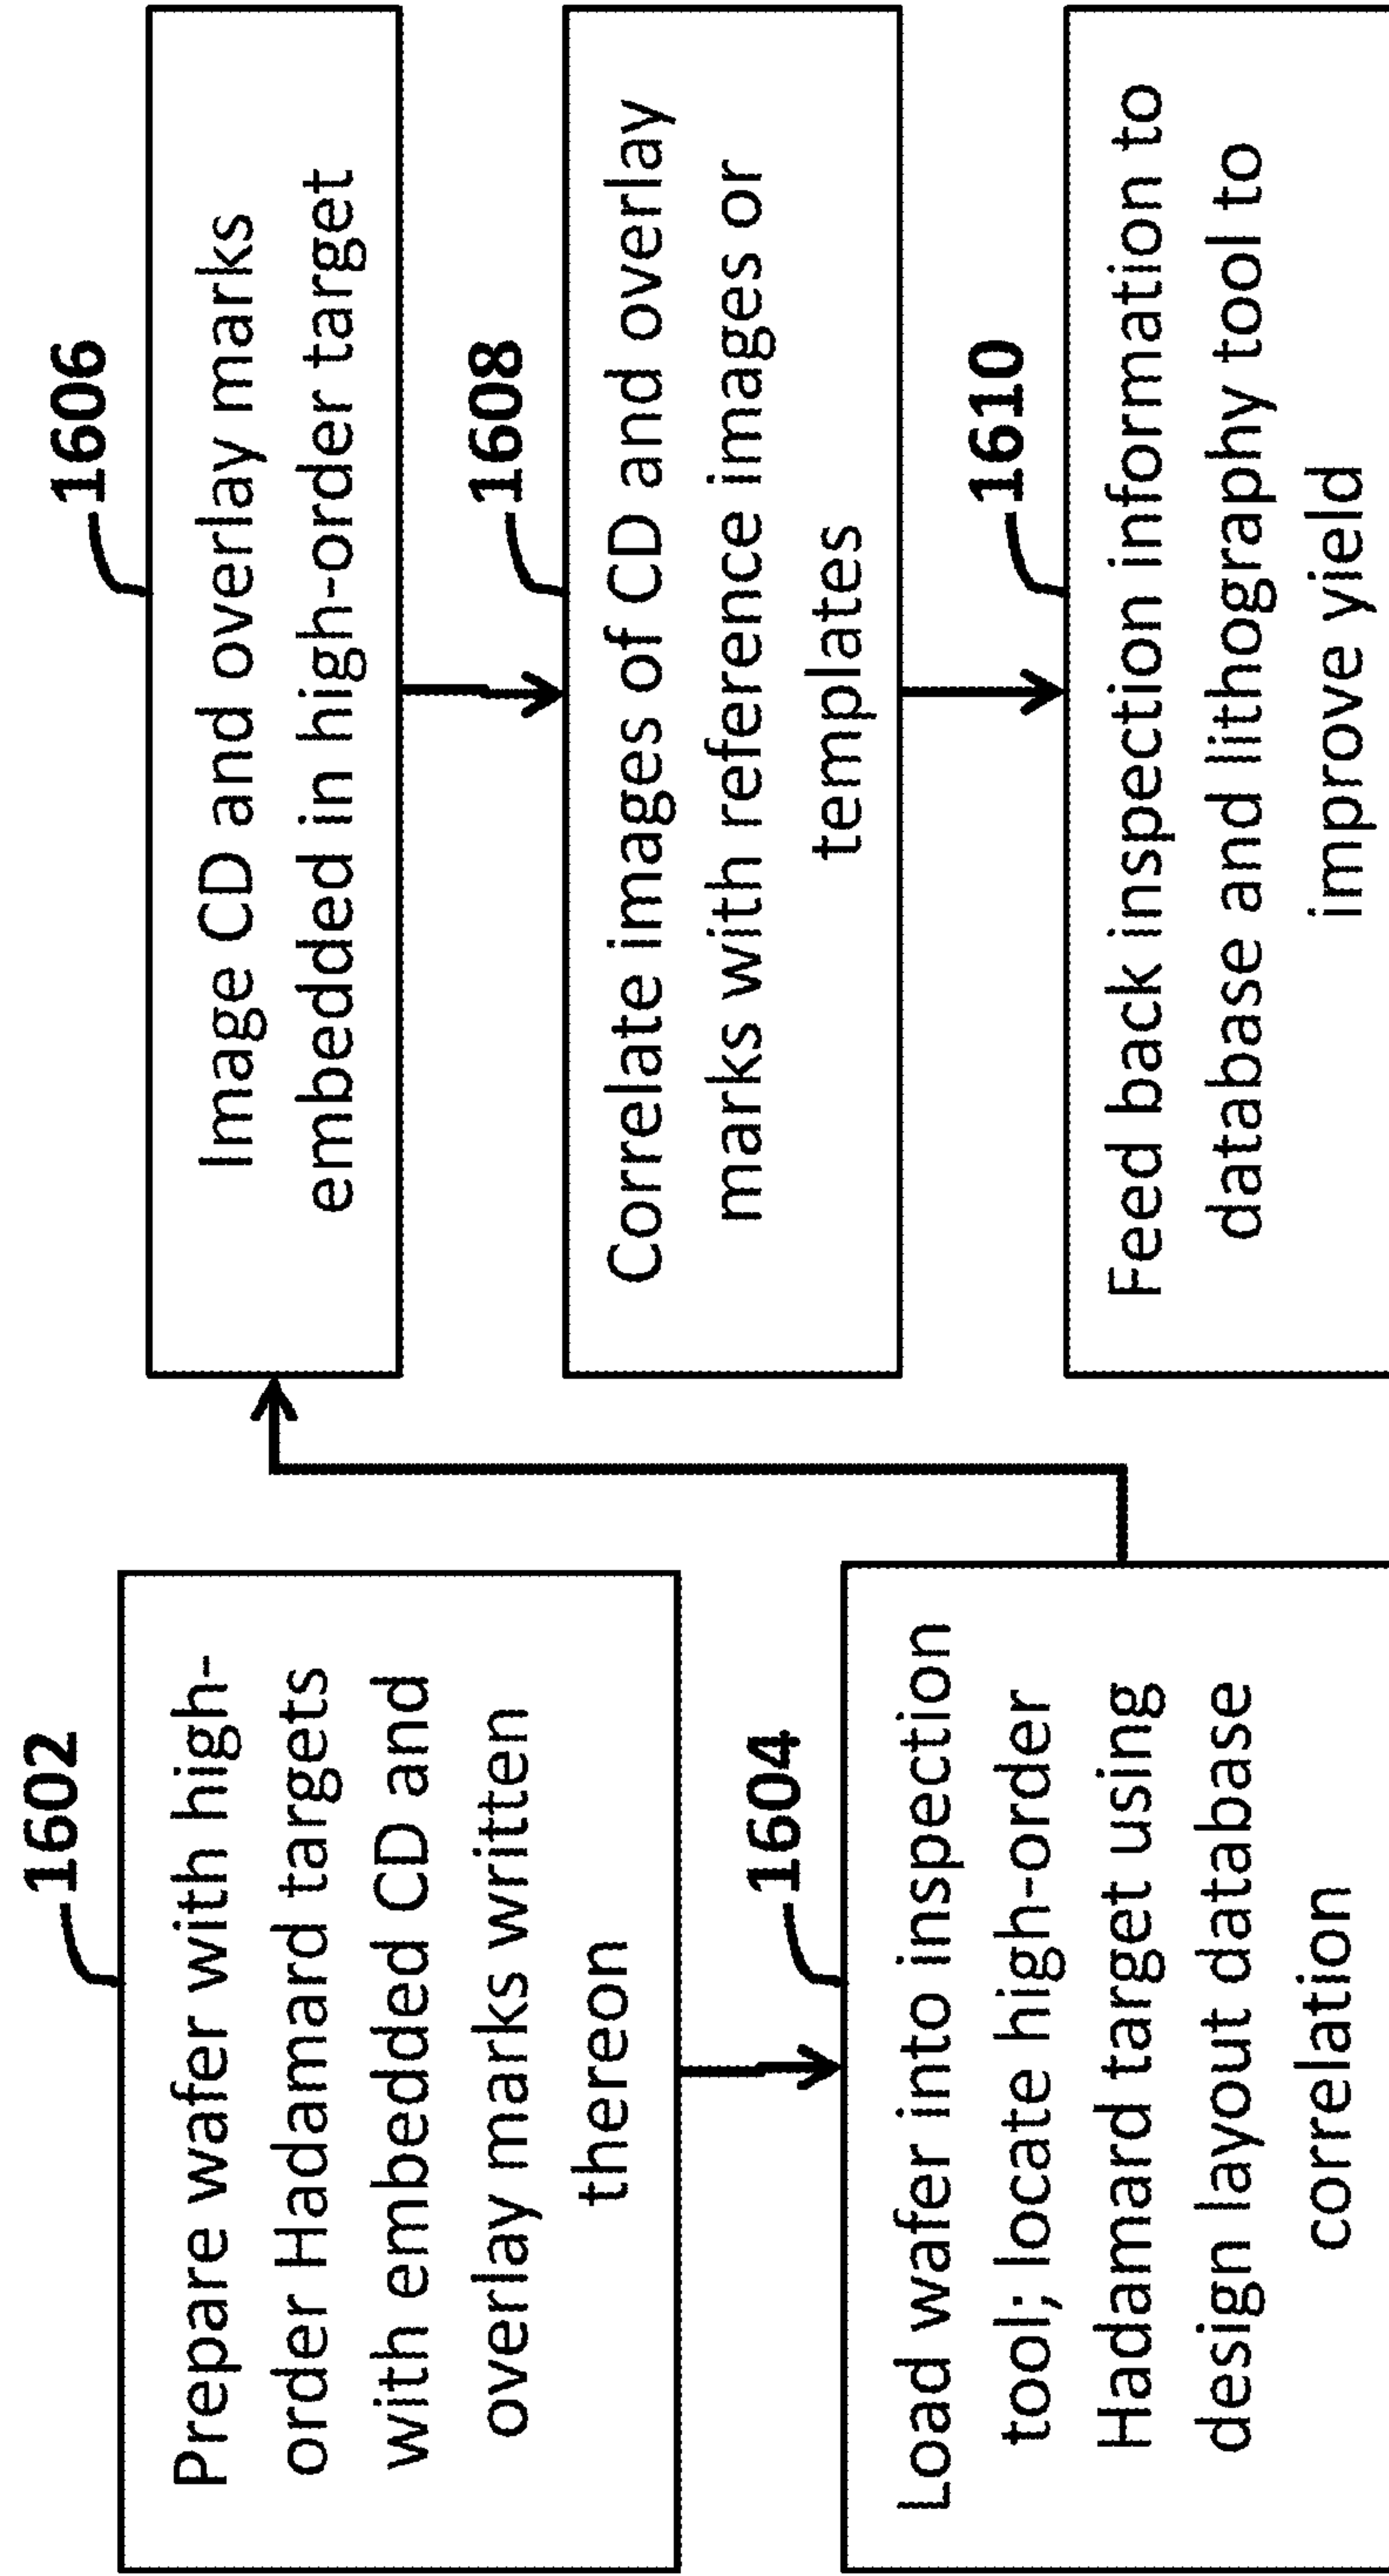 1602
Prepare wafer with high-
order Hadamard targets
with embedded CD and
overlay marks written
thereon
1604
Load wafer into inspection
tool; locate high-order
Hadamard target using
design layout database
correlation
1606
Image CD and overlay marks
embedded in high-order target
1608
Correlate images of CD and overlay
marks with reference images or
templates
1610
Feed back inspection information to
database and lithography tool to
improve yield